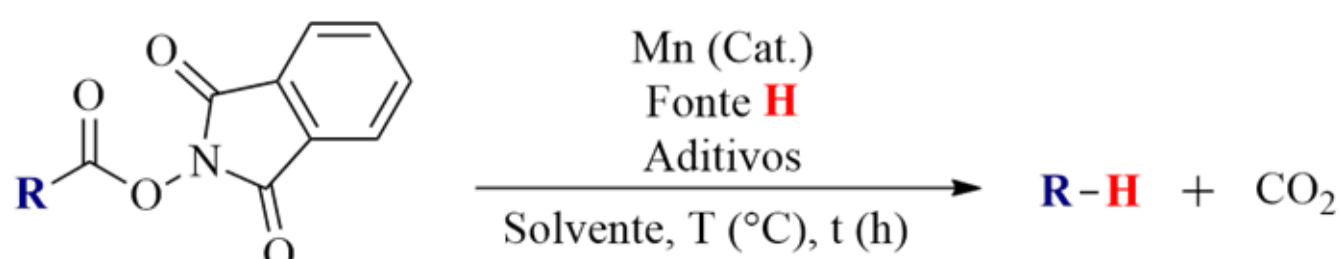 Mn (Cat.)
Fonte H
Aditivos
Solvente, T (°C), t (h)
O
O
R
O
N
O
R-H + CO₂